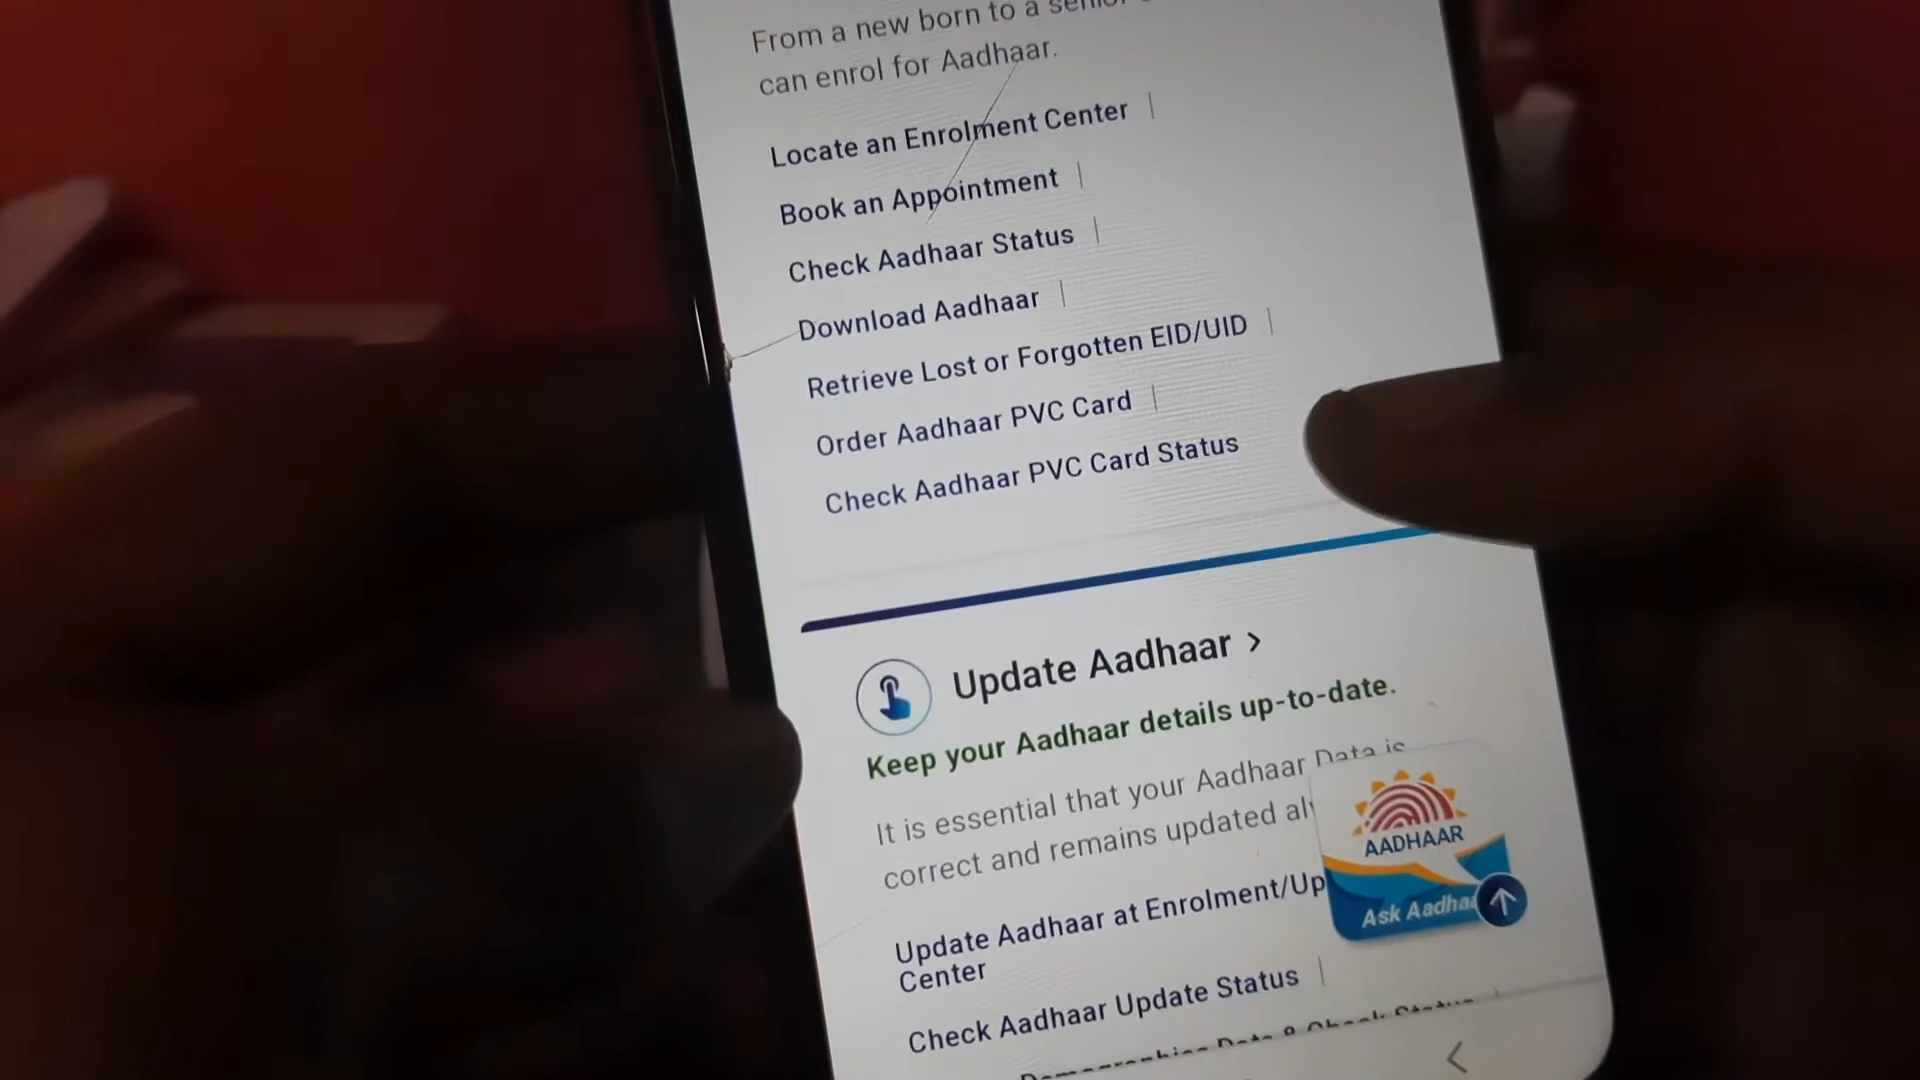 From a new born to a senior
can enrol for Aadhaar.
Locate an Enrolment Center |
Book an Appointment |
Check Aadhaar Status |
Download Aadhaar |
Retrieve Lost or Forgotten EID/UID |
Order Aadhaar PVC Card |
Check Aadhaar PVC Card Status
Update Aadhaar >
Keep your Aadhaar details up-to-date.
It is essential that your Aadhaar Data is
correct and remains updated
Update Aadhaar at Enrolment/Up
Center
AADHAAR
Ask Aadhaa
Check Aadhaar Update Status |